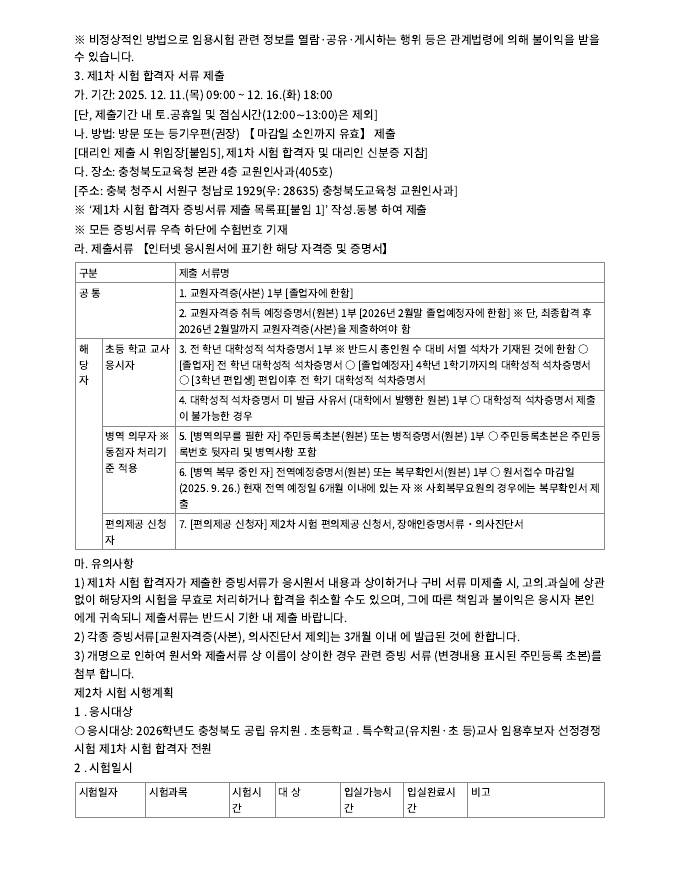 ※ 비정상적인 방법으로 임용시험 관련 정보를 열람·공유·게시하는 행위 등은 관계법령에 의해 불이익을 받을
수 있습니다.
3. 제1차 시험 합격자 서류 제출
가. 기간: 2025. 12. 11.(목) 09:00 ~ 12. 16.(화) 18:00
[단, 제출기간 내 토.공휴일 및 점심시간(12:00~13:00)은 제외]
나. 방법: 방문 또는 등기우편(권장) 【 마감일 소인까지 유효】 제출
[대리인 제출 시 위임장[붙임5], 제1차 시험 합격자 및 대리인 신분증 지참]
다. 장소: 충청북도교육청 본관 4층 교원인사과(405호)
[주소: 충북 청주시 서원구 청남로 1929(우: 28635) 충청북도교육청 교원인사과]
※ ‘제1차 시험 합격자 증빙서류 제출 목록표[붙임 1]’ 작성.동봉 하여 제출
※ 모든 증빙서류 우측 하단에 수험번호 기재
라. 제출서류 【인터넷 응시원서에 표기한 해당 자격증 및 증명서】
구분 제출 서류명
공 통 1. 교원자격증(사본) 1부 [졸업자에 한함]
2. 교원자격증 취득 예정증명서(원본) 1부 [2026년 2월말 졸업예정자에 한함] ※ 단, 최종합격 후
2026년 2월말까지 교원자격증(사본)을 제출하여야 함
해 초등 학교 교사 3. 전 학년 대학성적 석차증명서 1부 ※ 반드시 총인원 수 대비 서열 석차가 기재된 것에 한함 ○
당 응시자 [졸업자] 전 학년 대학성적 석차증명서 ○ [졸업예정자] 4학년 1학기까지의 대학성적 석차증명서
자 ○ [3학년 편입생] 편입이후 전 학기 대학성적 석차증명서
4. 대학성적 석차증명서 미 발급 사유서 (대학에서 발행한 원본) 1부 ○ 대학성적 석차증명서 제출
이 불가능한 경우
병역 의무자 ※ 5. [병역의무를 필한 자] 주민등록초본(원본) 또는 병적증명서(원본) 1부 ○ 주민등록초본은 주민등
동점자 처리기 록번호 뒷자리 및 병역사항 포함
준 적용
6. [병역 복무 중인 자] 전역예정증명서(원본) 또는 복무확인서(원본) 1부 ○ 원서접수 마감일
(2025. 9. 26.) 현재 전역 예정일 6개월 이내에 있는 자 ※ 사회복무요원의 경우에는 복무확인서 제
출
편의제공 신청 7. [편의제공 신청자] 제2차 시험 편의제공 신청서, 장애인증명서류・의사진단서
자
마. 유의사항
1) 제1차 시험 합격자가 제출한 증빙서류가 응시원서 내용과 상이하거나 구비 서류 미제출 시, 고의.과실에 상관
없이 해당자의 시험을 무효로 처리하거나 합격을 취소할 수도 있으며, 그에 따른 책임과 불이익은 응시자 본인
에게 귀속되니 제출서류는 반드시 기한 내 제출 바랍니다.
2) 각종 증빙서류[교원자격증(사본), 의사진단서 제외]는 3개월 이내 에 발급된 것에 한합니다.
3) 개명으로 인하여 원서와 제출서류 상 이름이 상이한 경우 관련 증빙 서류 (변경내용 표시된 주민등록 초본)를
첨부 합니다.
제2차 시험 시행계획
1 . 응시대상
❍ 응시대상: 2026학년도 충청북도 공립 유치원 . 초등학교 . 특수학교(유치원·초 등)교사 임용후보자 선정경쟁
시험 제1차 시험 합격자 전원
2 . 시험일시
시험일자 시험과목 시험시 대 상 입실가능시 입실완료시 비고
간 간 간